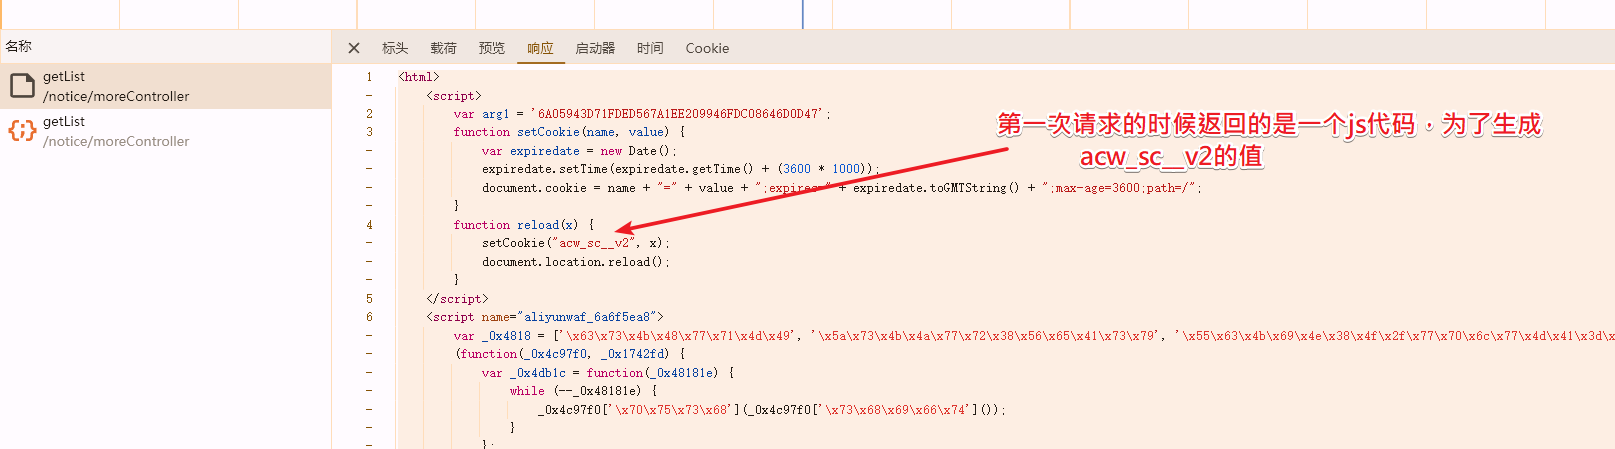 名称
getList
/notice/moreController
getList
/notice/moreController
× 标头 载荷 预览 响应 启动器 时间 Cookie
1 <html>
- <script>
2 var arg1 = '6A05943D71FDED567A1EE209946FDC08646D0D47';
3 function setCookie(name, value) {
- var expiredate = new Date();
- expiredate.setTime(expiredate.getTime() + (3600 * 1000));
- document.cookie = name + "=" + value + ";expires=" + expiredate.toGMTString() + ";max-age=3600;path=/";
- }
4 function reload(x) {
- setCookie("acw_sc__v2", x);
- document.location.reload();
- }
5 </script>
6 <script name="aliyunwaf_6a6f5ea8">
- var _0x4818 = ['\x63\x73\x4b\x48\x77\x71\x4d\x49', '\x5a\x73\x4b\x4a\x77\x72\x38\x56\x65\x41\x73\x79', '\x55\x63\x4b\x69\x4e\x38\x4f\x2f\x77\x70\x6c\x77\x4d\x41\x3d\x
- (function(_0x4c97f0, _0x1742fd) {
- var _0x4db1c = function(_0x48181e) {
- while (--_0x48181e) {
- _0x4c97f0['\x70\x75\x73\x68'](_0x4c97f0['\x73\x68\x69\x66\x74']());
- }
- };
第一次请求的时候返回的是一个js代码，为了生成
acw_sc__v2的值